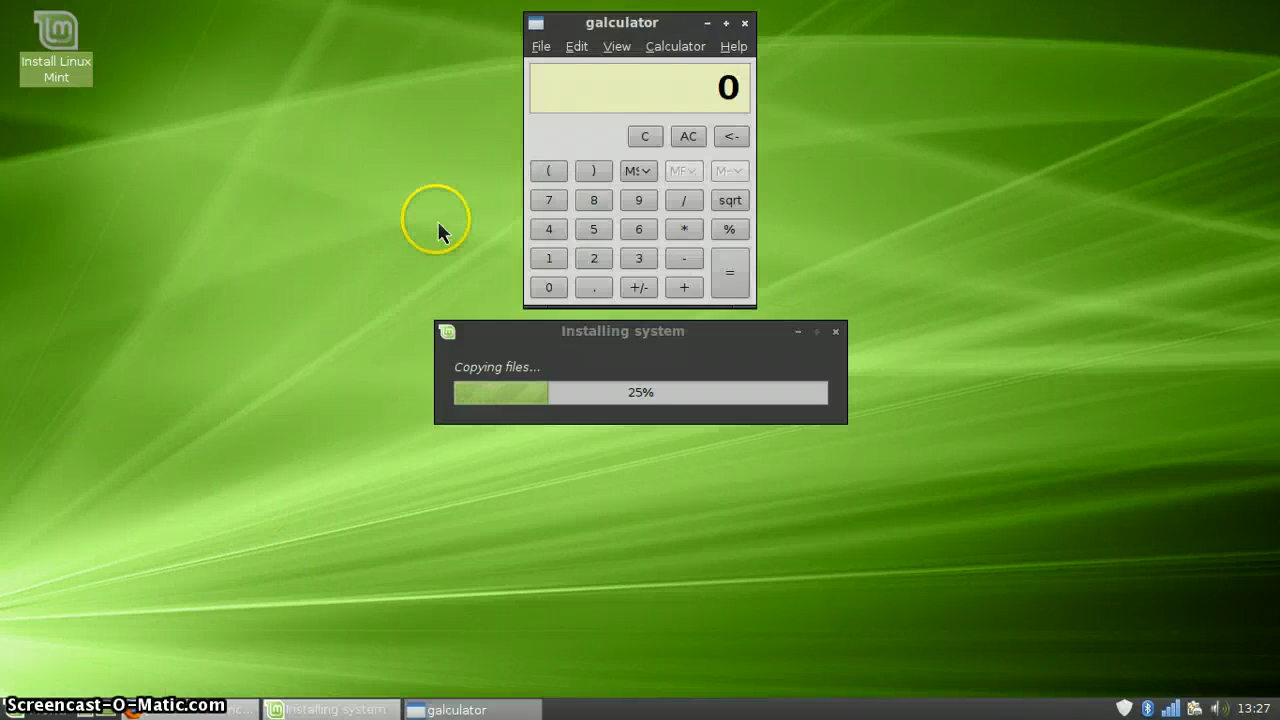 Install Linux
Mint
galculator
File Edit View Calculator Help
0
C AC <-
( )
7 8 9 / sqrt
4 5 6 * %
1 2 3 - =
0 . +/- +
Installing system
Copying files...
25%
Screencast-O-Matic.com
Installing system
galculator
13:27